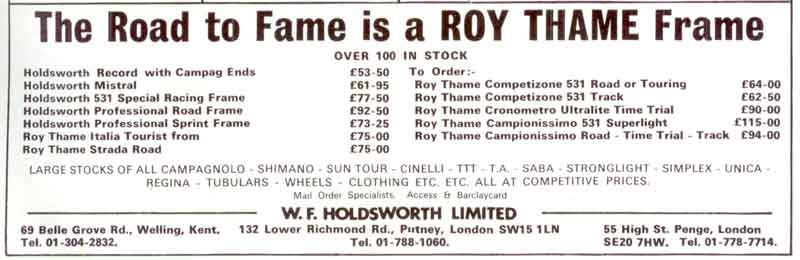 The Road to Fame is a ROY THAME Frame
OVER 100 IN STOCK
Holdsworth Record with Campag Ends £53-50
Holdsworth Mistral £61-95
Holdsworth 531 Special Racing Frame £77-50
Holdsworth Professional Road Frame £92-50
Holdsworth Professional Sprint Frame £73-25
Roy Thame Italia Tourist from £75-00
Roy Thame Strada Road £75-00
To Order:-
Roy Thame Competizone 531 Road or Touring £64-00
Roy Thame Competizone 531 Track £62-50
Roy Thame Cronometro Ultralite Time Trial £90-00
Roy Thame Campionissimo 531 Superlight £115-00
Roy Thame Campionissimo Road - Time Trial - Track £94-00
LARGE STOCKS OF ALL CAMPAGNOLO - SHIMANO - SUN TOUR - CINELLI - TTT - T.A. - SABA - STRONGLIGHT - SIMPLEX - UNICA -
REGINA - TUBULARS - WHEELS - CLOTHING ETC. ETC. ALL AT COMPETITIVE PRICES.
Mail Order Specialists. Access & Barclaycard
W. F. HOLDSWORTH LIMITED
69 Belle Grove Rd., Welling, Kent.
Tel. 01-304-2832.
132 Lower Richmond Rd., Putney, London SW15 1LN
Tel. 01-788-1060.
55 High St. Penge, London
SE20 7HW. Tel. 01-778-7714.